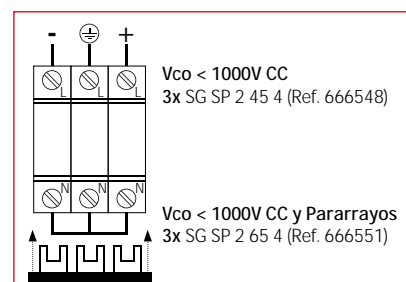 - +
L L L
N N N
Vco < 1000V CC
3x SG SP 2 45 4 (Ref. 666548)
Vco < 1000V CC y Pararrayos
3x SG SP 2 65 4 (Ref. 666551)